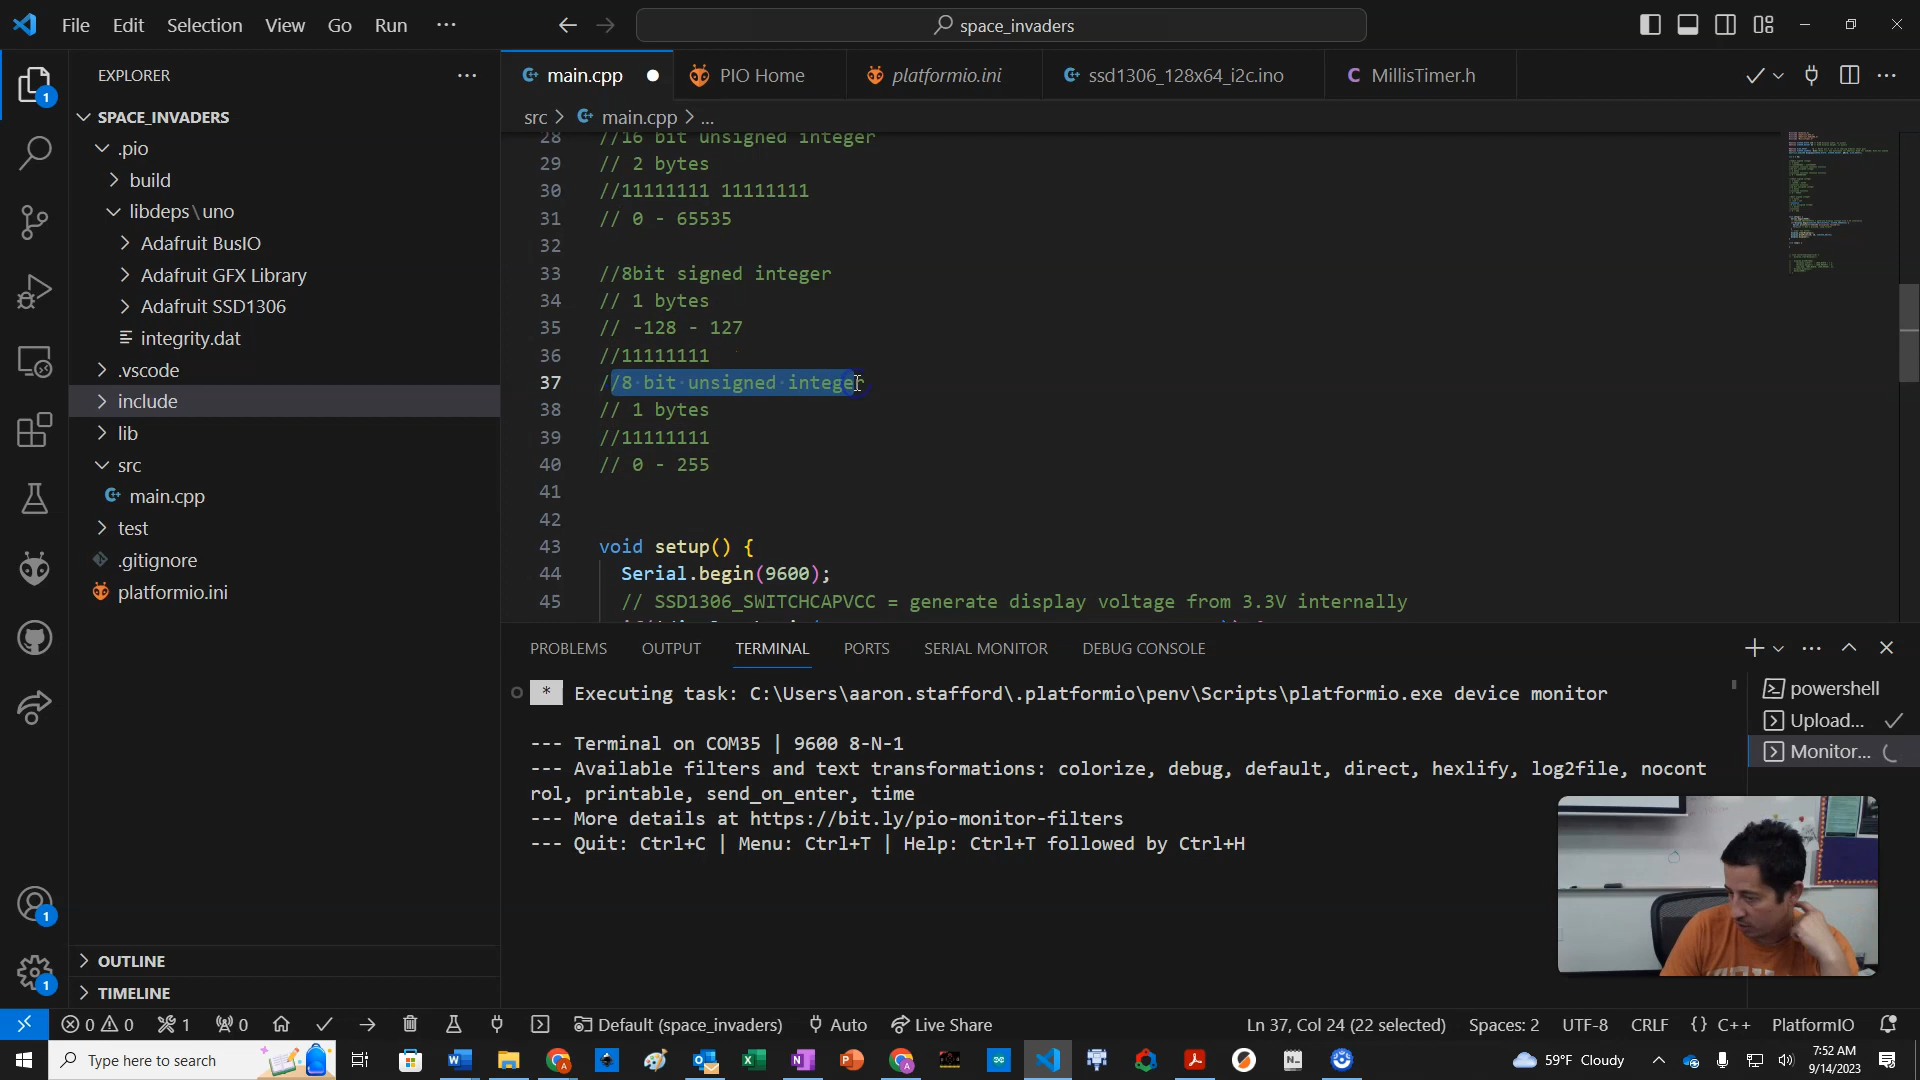 File Edit Selection View Go Run ··· space_invaders
EXPLORER ···
main.cpp PIO Home platformio.ini ssd1306_128x64_i2c.ino MillisTimer.h
src > main.cpp > ...
SPACE_INVADERS
.pio
build
libdeps\uno
Adafruit BusIO
Adafruit GFX Library
Adafruit SSD1306
integrity.dat
.vscode
include
lib
src
main.cpp
test
.gitignore
platformio.ini
OUTLINE
TIMELINE
28 //16 bit unsigned integer
29 // 2 bytes
30 //11111111 11111111
31 // 0 - 65535
32
33 //8bit signed integer
34 // 1 bytes
35 // -128 - 127
36 //11111111
37 //8 bit unsigned integer
38 // 1 bytes
39 //11111111
40 // 0 - 255
41
42
43 void setup() {
44 Serial.begin(9600);
45 // SSD1306_SWITCHCAPVCC = generate display voltage from 3.3V internally
PROBLEMS OUTPUT TERMINAL PORTS SERIAL MONITOR DEBUG CONSOLE
* Executing task: C:\Users\aaron.stafford\.platformio\penv\Scripts\platformio.exe device monitor
--- Terminal on COM35 | 9600 8-N-1
--- Available filters and text transformations: colorize, debug, default, direct, hexlify, log2file, nocont
rol, printable, send_on_enter, time
--- More details at https://bit.ly/pio-monitor-filters
--- Quit: Ctrl+C | Menu: Ctrl+T | Help: Ctrl+T followed by Ctrl+H
powershell
Upload...
Monitor...
1
1
1
0 0 1 0 Default (space_invaders) Auto Live Share Ln 37, Col 24 (22 selected) Spaces: 2 UTF-8 CRLF {} C++ PlatformIO
Type here to search 59°F Cloudy 7:52 AM
9/14/2023